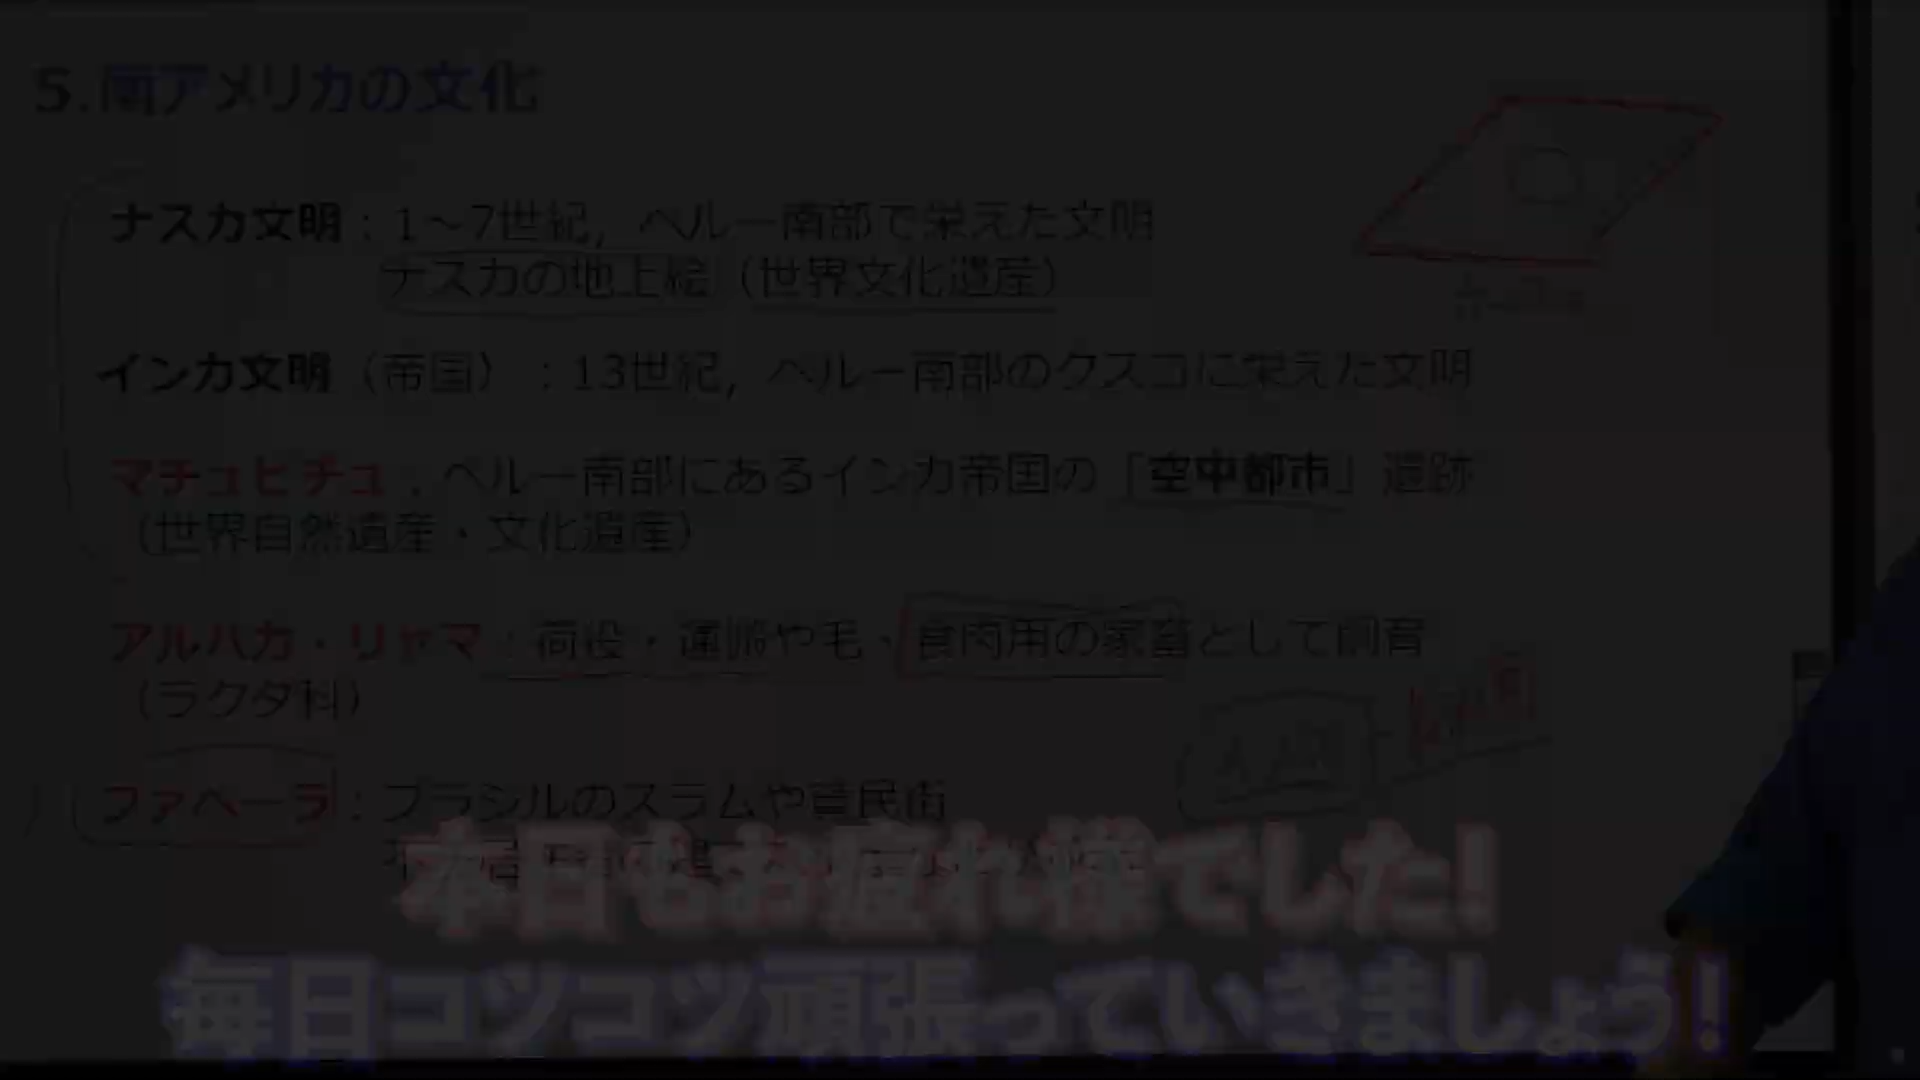 5.南アメリカの文化
ナスカ文明：1～7世紀，ペルー南部で栄えた文明
ナスカの地上絵（世界文化遺産）
インカ文明（帝国）：13世紀，ペルー南部のクスコに栄えた文明
マチュピチュ：ペルー南部にあるインカ帝国の「空中都市」遺跡
（世界自然遺産・文化遺産）
アルパカ・リャマ：荷役・運搬や毛、食肉用の家畜として飼育
（ラクダ科）
ファベーラ：ブラジルのスラムや貧民街
本日もお疲れ様でした！
毎日コツコツ頑張っていきましょう！